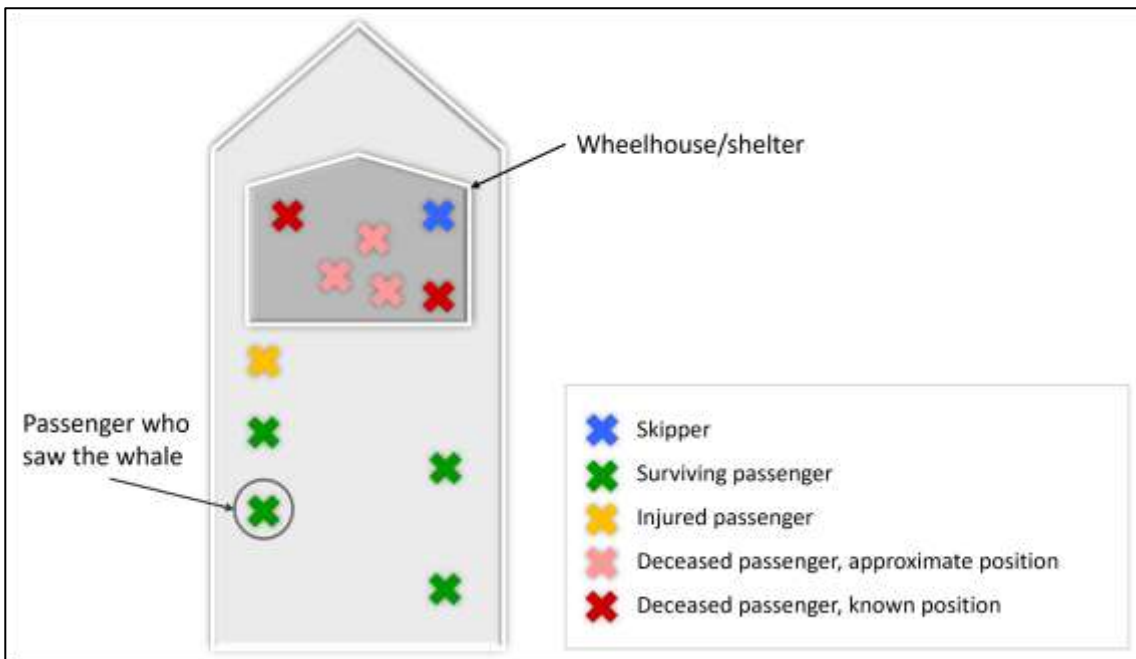 Wheelhouse/shelter
Passenger who
saw the whale
Skipper
Surviving passenger
Injured passenger
Deceased passenger, approximate position
Deceased passenger, known position